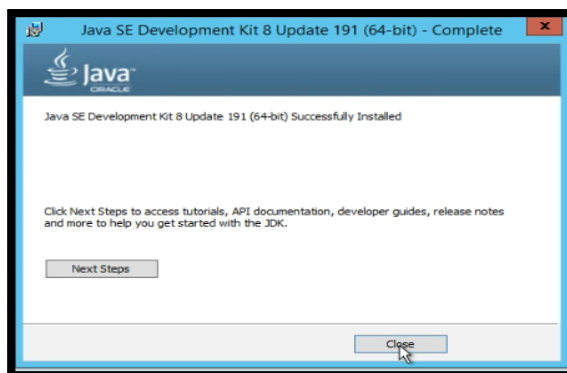 Java SE Development Kit 8 Update 191 (64-bit) - Complete
x
Java
ORACLE
Java SE Development Kit 8 Update 191 (64-bit) Successfully Installed
Click Next Steps to access tutorials, API documentation, developer guides, release notes
and more to help you get started with the JDK.
Next Steps
Close